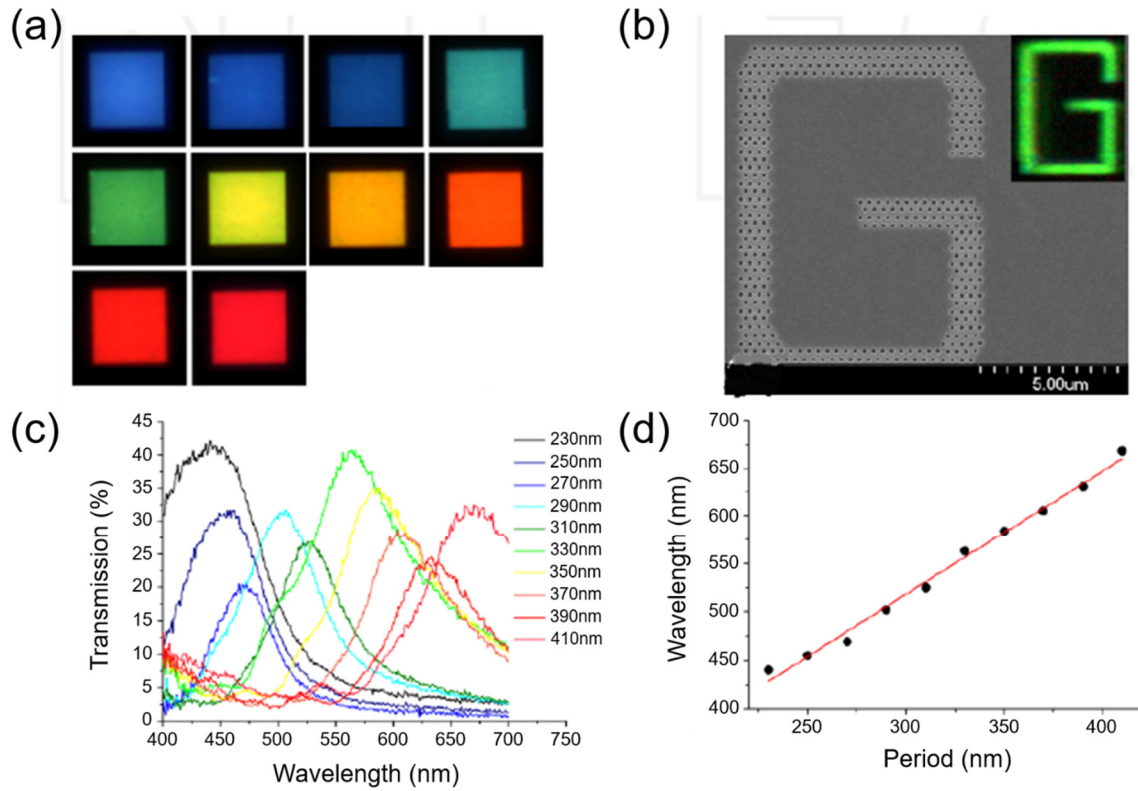 (a)
(b)
G
5.00um
(c)
Transmission (%)
45
40
35
30
25
20
15
10
5
0
400 450 500 550 600 650 700 750
Wavelength (nm)
230nm
250nm
270nm
290nm
310nm
330nm
350nm
370nm
390nm
410nm
(d)
Wavelength (nm)
700
650
600
550
500
450
400
250 300 350 400
Period (nm)